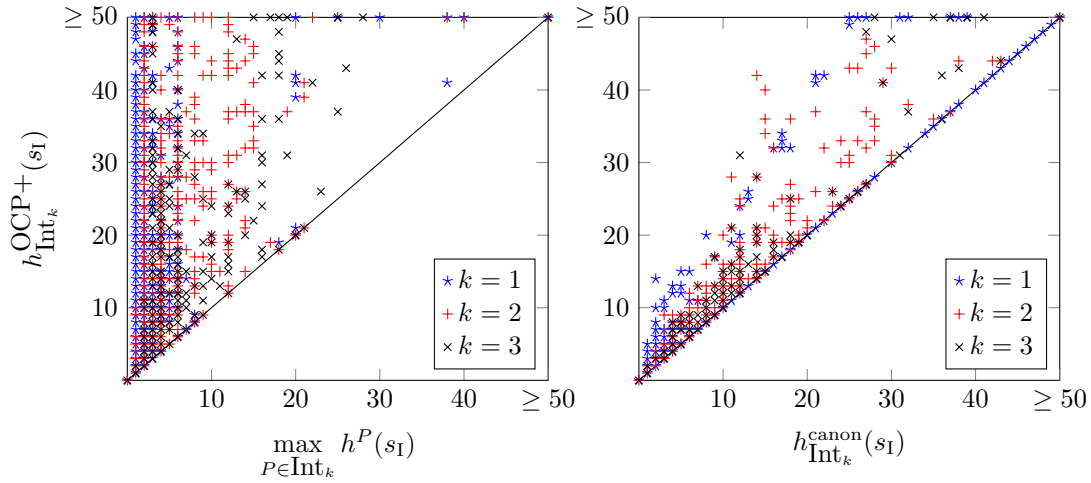 ≥ 50
40
30
20
10
10 20 30 40 ≥ 50
h^{OCP+}_{Int_k}(s_I)
max_{P∈Int_k} h^P(s_I)
k = 1
k = 2
k = 3
≥ 50
40
30
20
10
10 20 30 40 ≥ 50
h^{canon}_{Int_k}(s_I)
k = 1
k = 2
k = 3